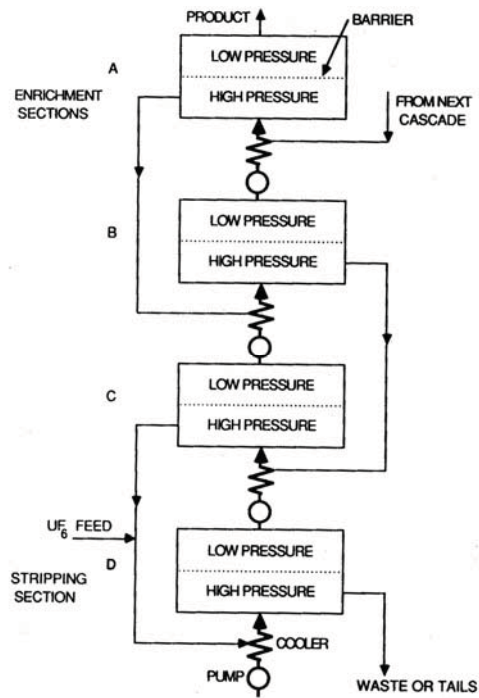 PRODUCT
BARRIER
A
LOW PRESSURE
HIGH PRESSURE
ENRICHMENT
SECTIONS
FROM NEXT
CASCADE
B
LOW PRESSURE
HIGH PRESSURE
C
LOW PRESSURE
HIGH PRESSURE
UF6 FEED
D
LOW PRESSURE
HIGH PRESSURE
STRIPPING
SECTION
COOLER
PUMP
WASTE OR TAILS